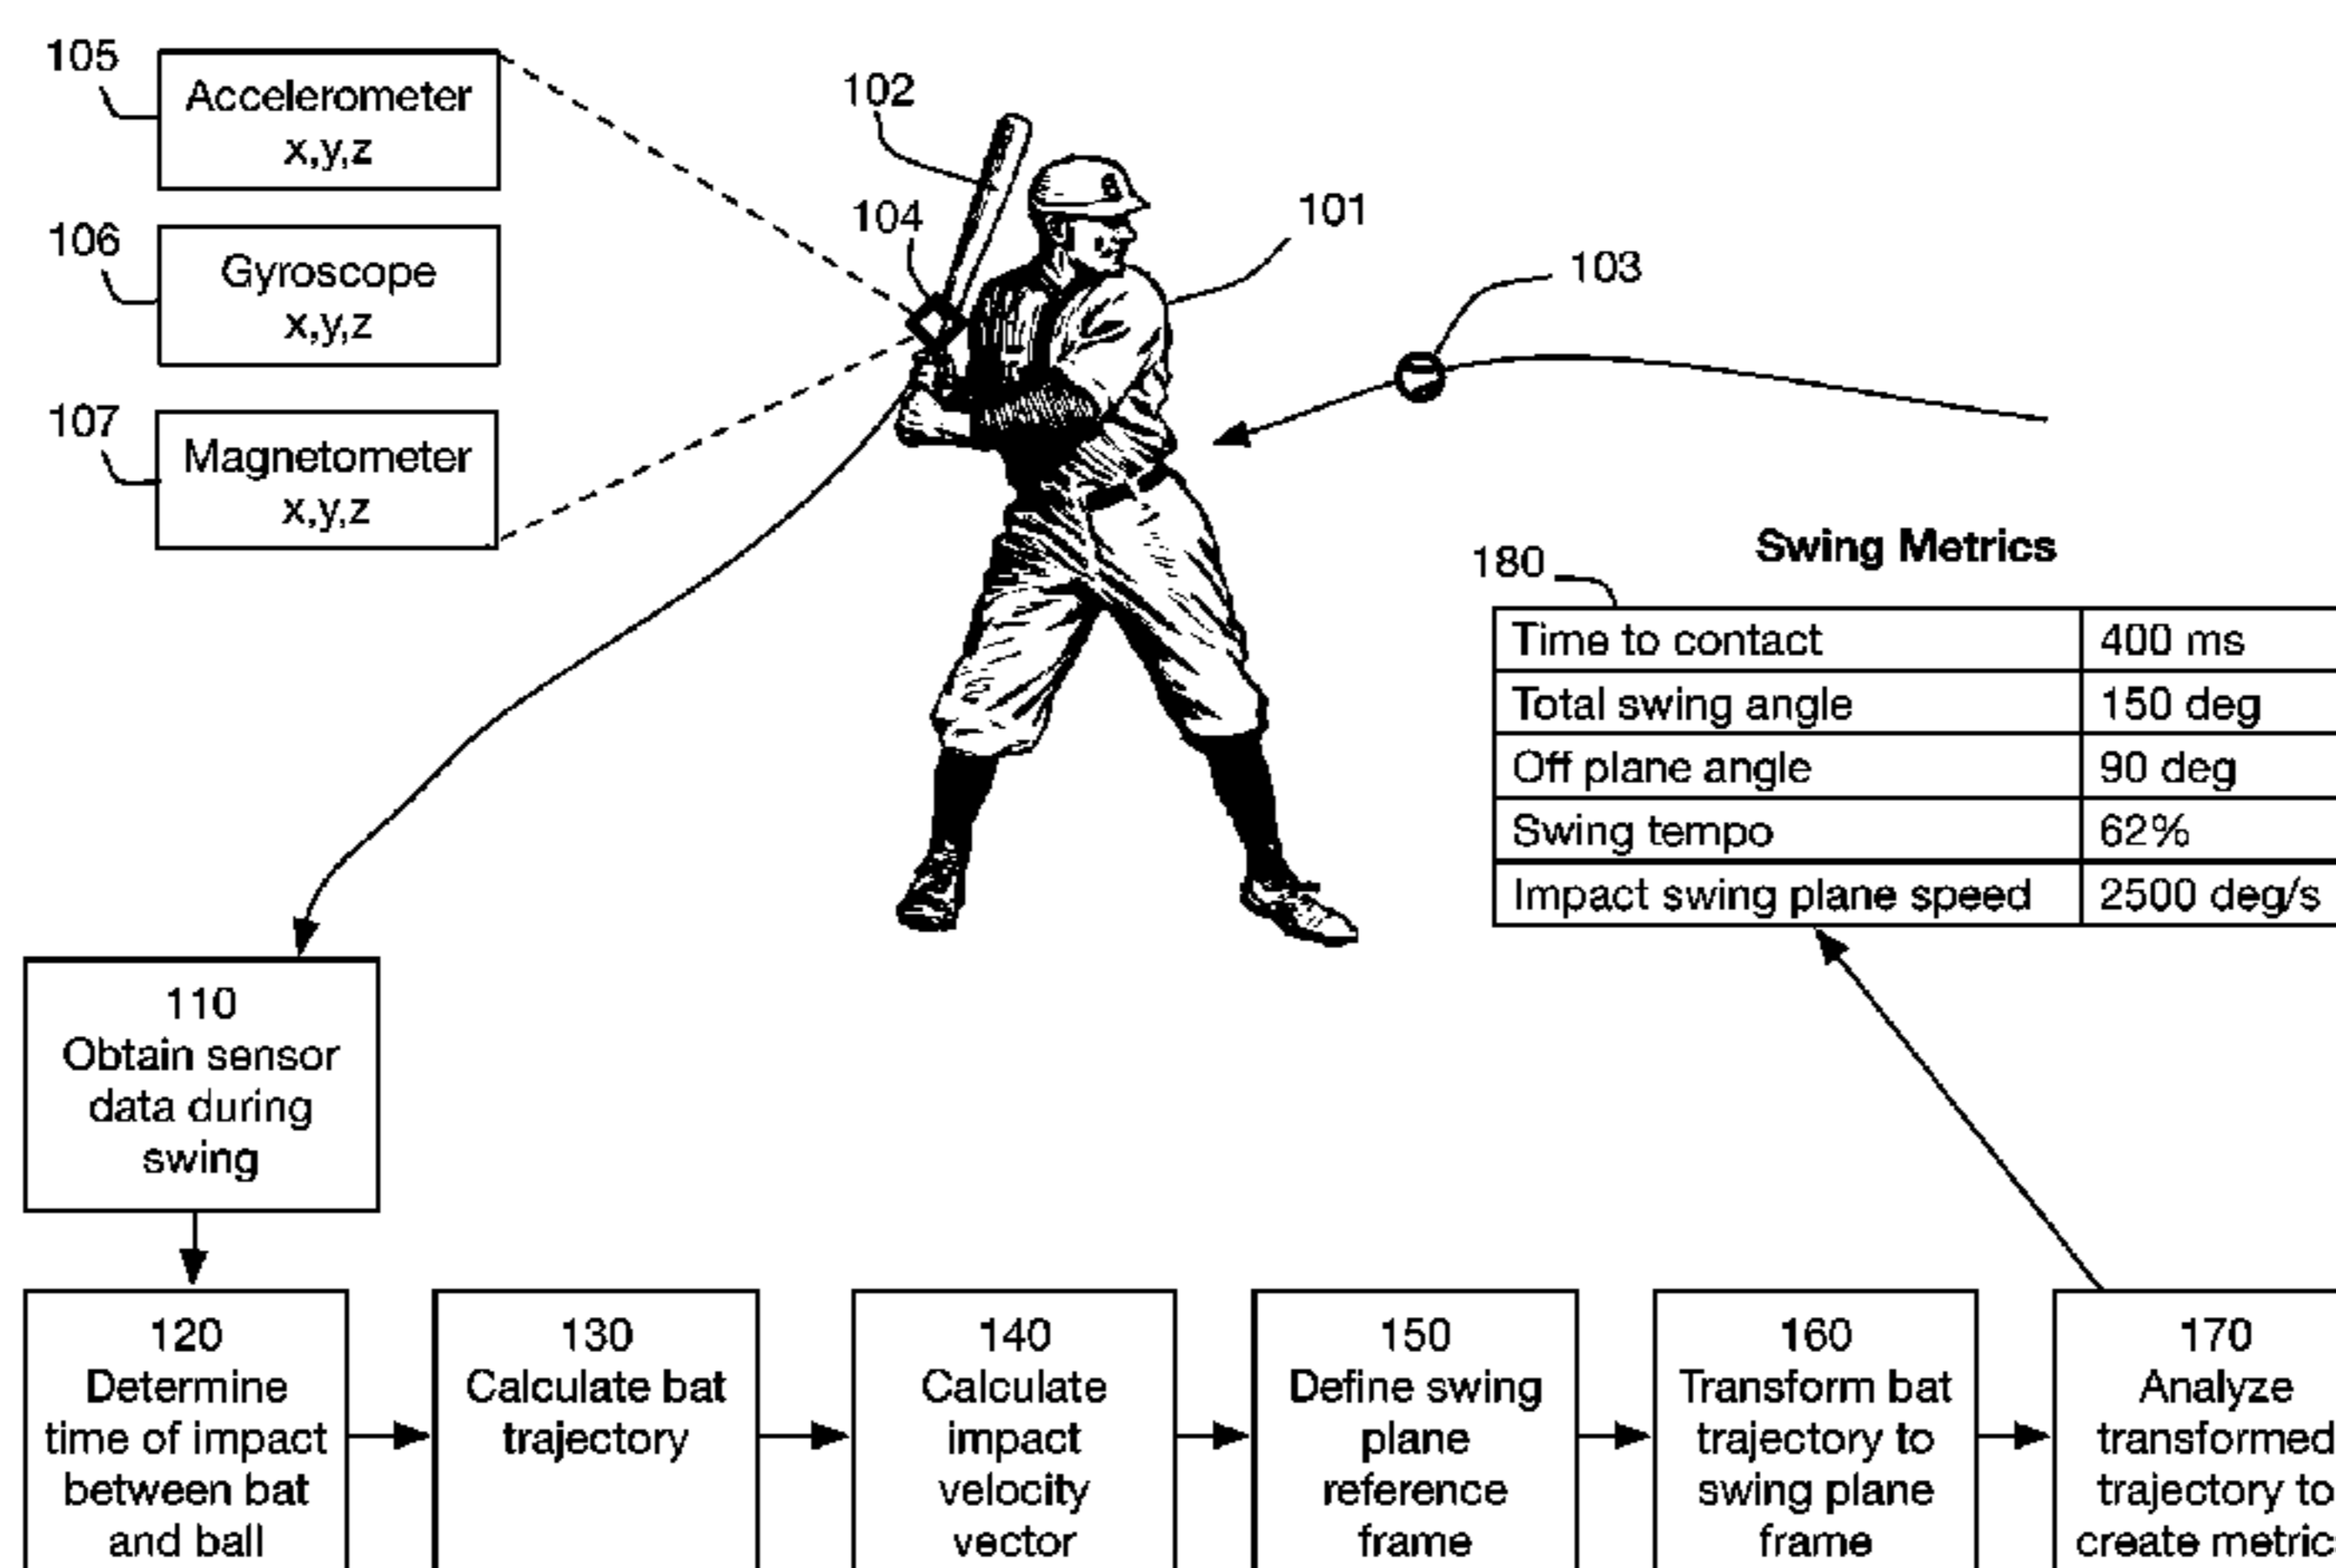 105
Accelerometer
x,y,z
106
Gyroscope
x,y,z
107
Magnetometer
x,y,z
102
104
101
103
Swing Metrics
180
Time to contact 400 ms
Total swing angle 150 deg
Off plane angle 90 deg
Swing tempo 62%
Impact swing plane speed 2500 deg/s
110
Obtain sensor
data during
swing
120
Determine
time of impact
between bat
and ball
130
Calculate bat
trajectory
140
Calculate
impact
velocity
vector
150
Define swing
plane
reference
frame
160
Transform bat
trajectory to
swing plane
frame
170
Analyze
transformed
trajectory to
create metrics